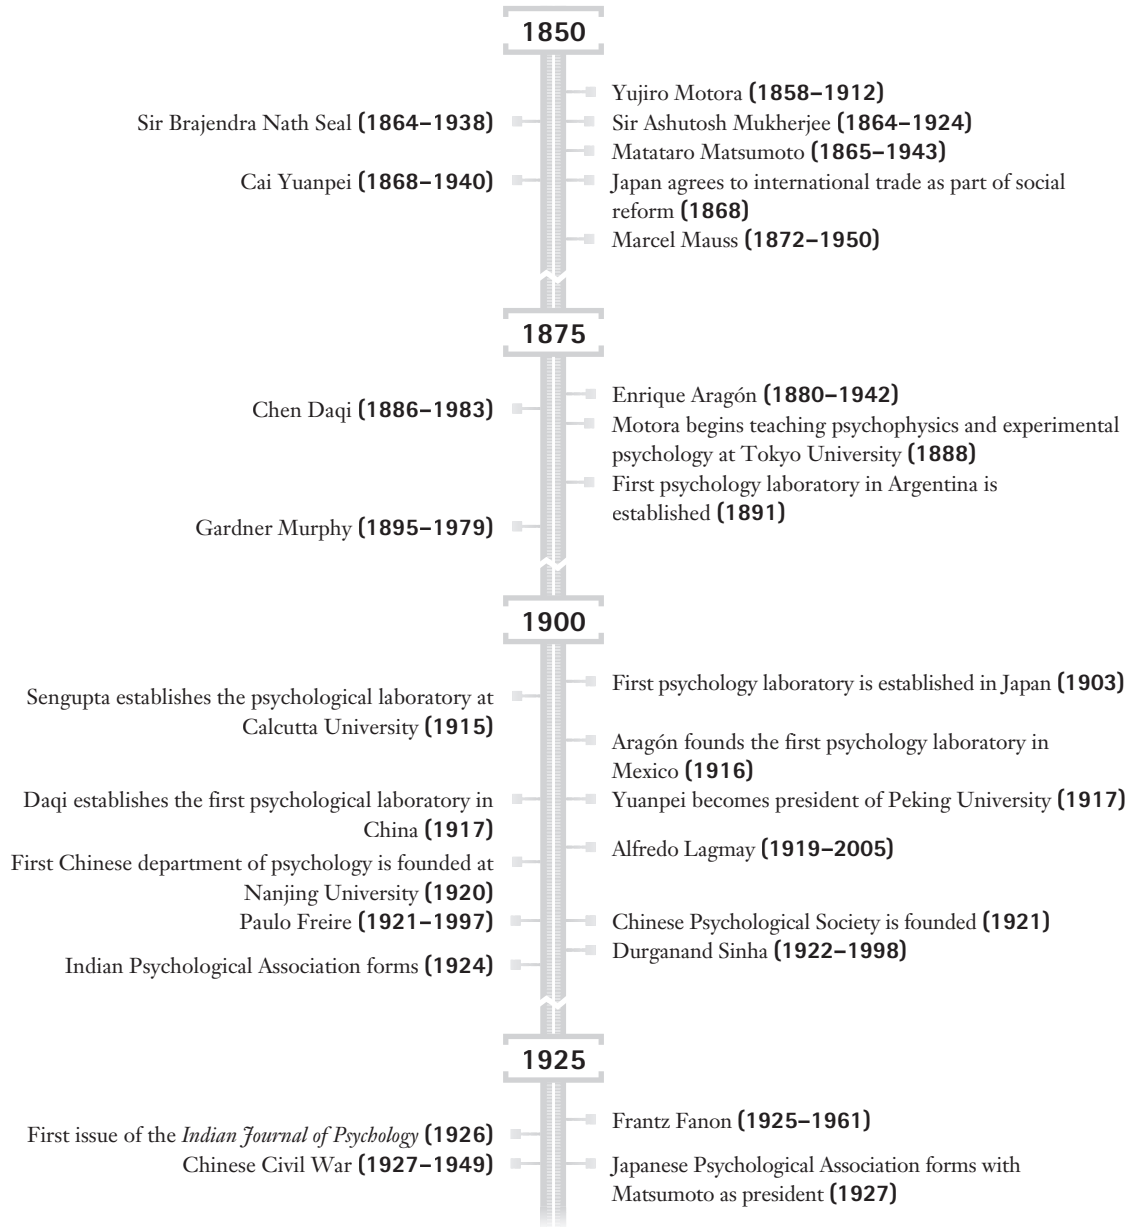 1850
Yujiro Motora (1858–1912)
Sir Brajendra Nath Seal (1864–1938)
Sir Ashutosh Mukherjee (1864–1924)
Matataro Matsumoto (1865–1943)
Cai Yuanpei (1868–1940)
Japan agrees to international trade as part of social
reform (1868)
Marcel Mauss (1872–1950)
1875
Enrique Aragón (1880–1942)
Chen Daqi (1886–1983)
Motora begins teaching psychophysics and experimental
psychology at Tokyo University (1888)
First psychology laboratory in Argentina is
established (1891)
Gardner Murphy (1895–1979)
1900
First psychology laboratory is established in Japan (1903)
Sengupta establishes the psychological laboratory at
Calcutta University (1915)
Aragón founds the first psychology laboratory in
Mexico (1916)
Daqi establishes the first psychological laboratory in
China (1917)
Yuanpei becomes president of Peking University (1917)
Alfredo Lagmay (1919–2005)
First Chinese department of psychology is founded at
Nanjing University (1920)
Paulo Freire (1921–1997)
Chinese Psychological Society is founded (1921)
Durganand Sinha (1922–1998)
Indian Psychological Association forms (1924)
1925
Frantz Fanon (1925–1961)
First issue of the Indian Journal of Psychology (1926)
Chinese Civil War (1927–1949)
Japanese Psychological Association forms with
Matsumoto as president (1927)